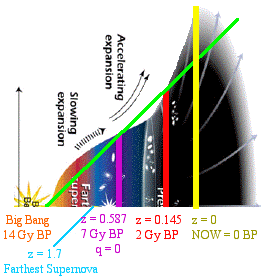 Accelerating
expansion
Slowing
expansion
Big Bang
14 Gy BP
z = 1.7
Farthest Supernova
z = 0.587
7 Gy BP
q = 0
z = 0.145
2 Gy BP
z = 0
NOW = 0 BP